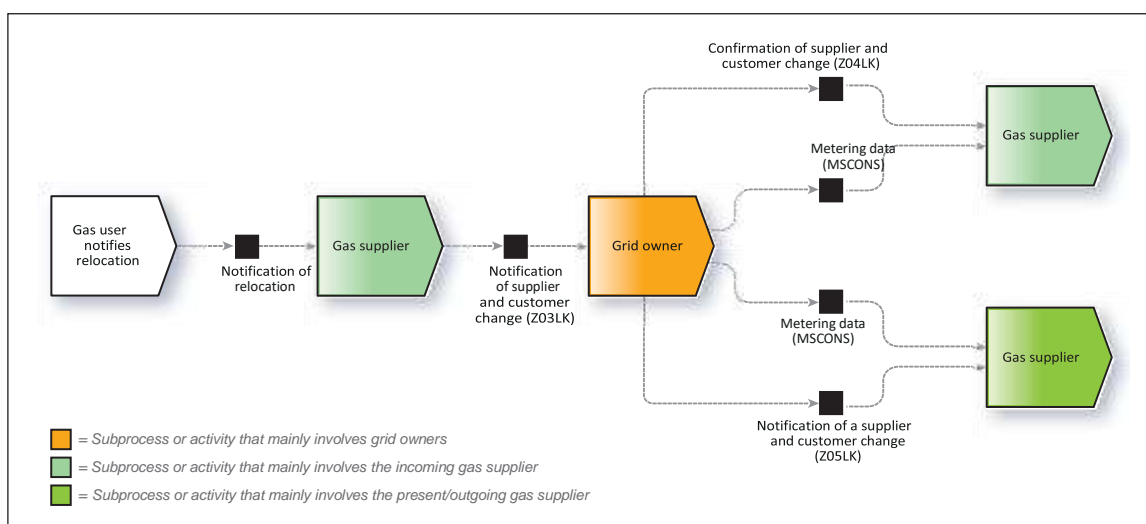 Confirmation of supplier and
customer change (Z04LK)
Gas supplier
Metering data
(MSCONS)
Gas user
notifies
relocation
Notification of
relocation
Gas supplier
Notification
of supplier
and customer
change (Z03LK)
Grid owner
Metering data
(MSCONS)
Gas supplier
Notification of a supplier
and customer change
(Z05LK)
= Subprocess or activity that mainly involves grid owners
= Subprocess or activity that mainly involves the incoming gas supplier
= Subprocess or activity that mainly involves the present/outgoing gas supplier